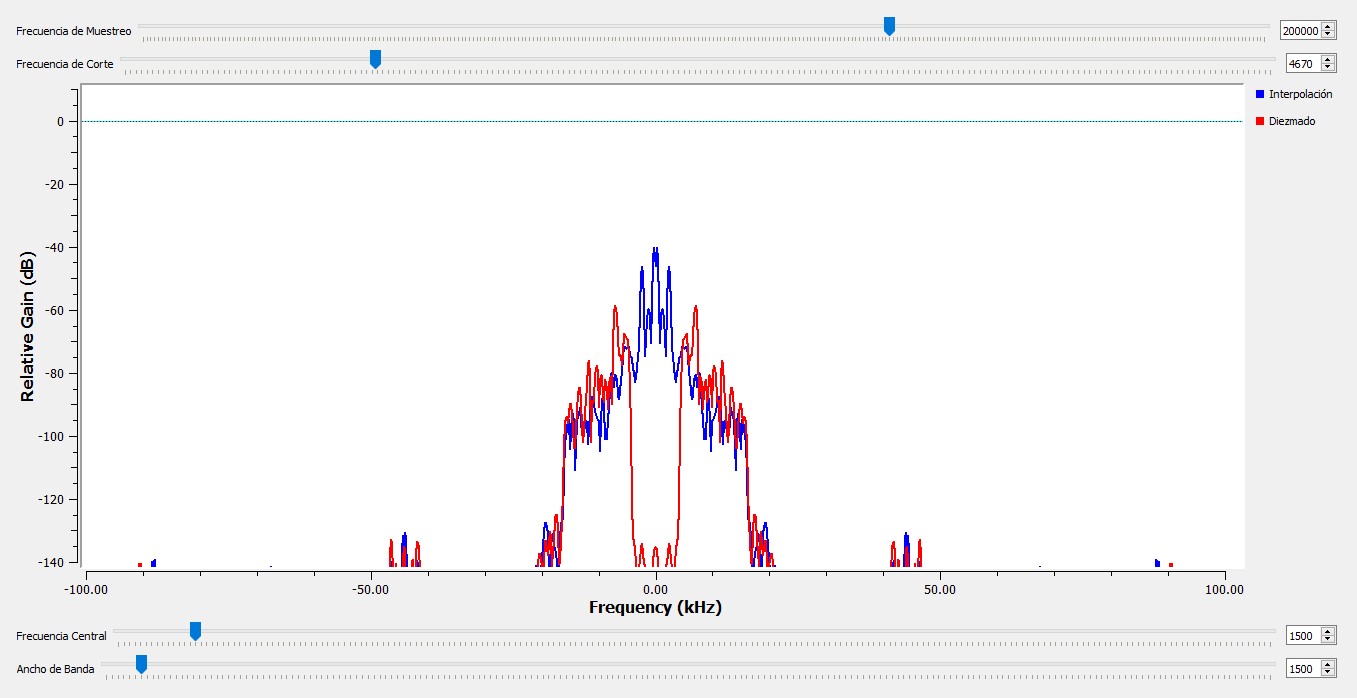 Frecuencia de Muestreo 200000
Frecuencia de Corte 4670
Interpolación
Diezmado
0
-20
-40
-60
-80
-100
-120
-140
Relative Gain (dB)
-100.00 -50.00 0.00 50.00 100.00
Frequency (kHz)
Frecuencia Central 1500
Ancho de Banda 1500